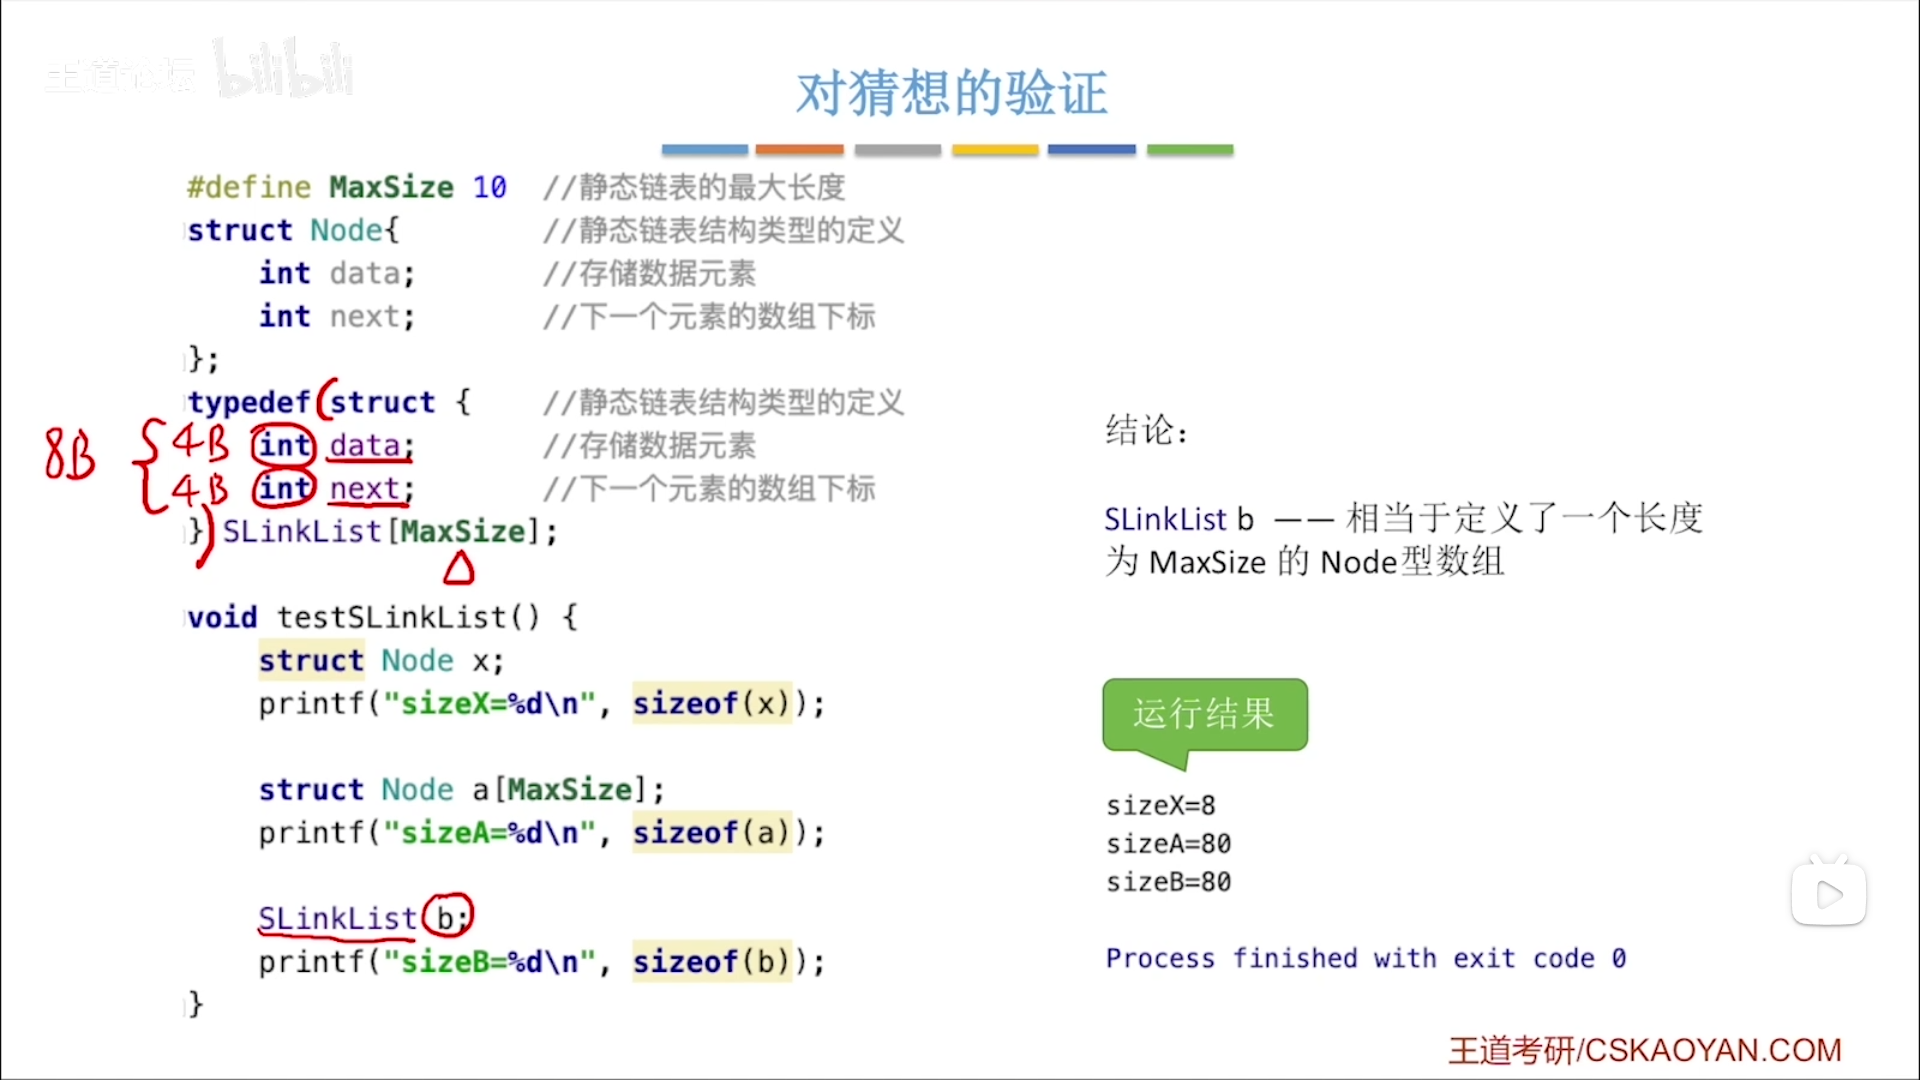 王道论坛 bilibili
对猜想的验证
#define MaxSize 10 //静态链表的最大长度
struct Node{ //静态链表结构类型的定义
int data; //存储数据元素
int next; //下一个元素的数组下标
};
typedef struct { //静态链表结构类型的定义
8B 4B int data; //存储数据元素
4B int next; //下一个元素的数组下标
} SLinkList[MaxSize];
void testSLinkList() {
struct Node x;
printf("sizeX=%d\n", sizeof(x));
struct Node a[MaxSize];
printf("sizeA=%d\n", sizeof(a));
SLinkList b;
printf("sizeB=%d\n", sizeof(b));
}
结论：
SLinkList b —— 相当于定义了一个长度
为 MaxSize 的 Node型数组
运行结果
sizeX=8
sizeA=80
sizeB=80
Process finished with exit code 0
王道考研/CSKAOYAN.COM